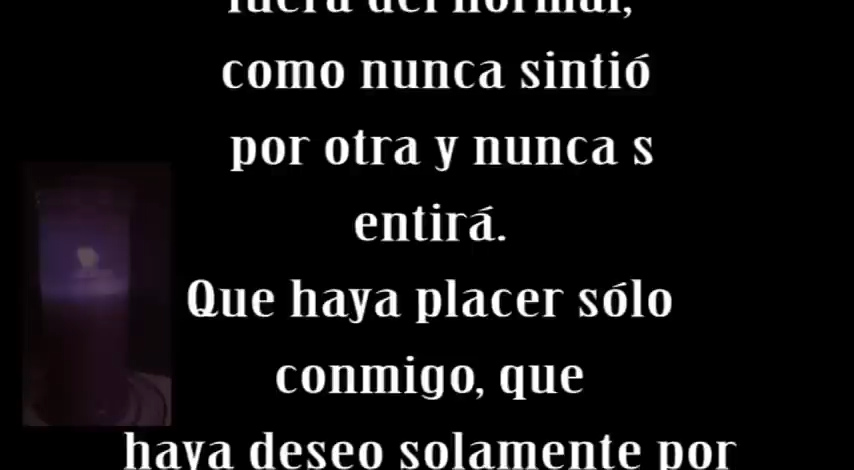 fuera del normal,
como nunca sintió
por otra y nunca s
entirá.
Que haya placer sólo
conmigo, que
haya deseo solamente por